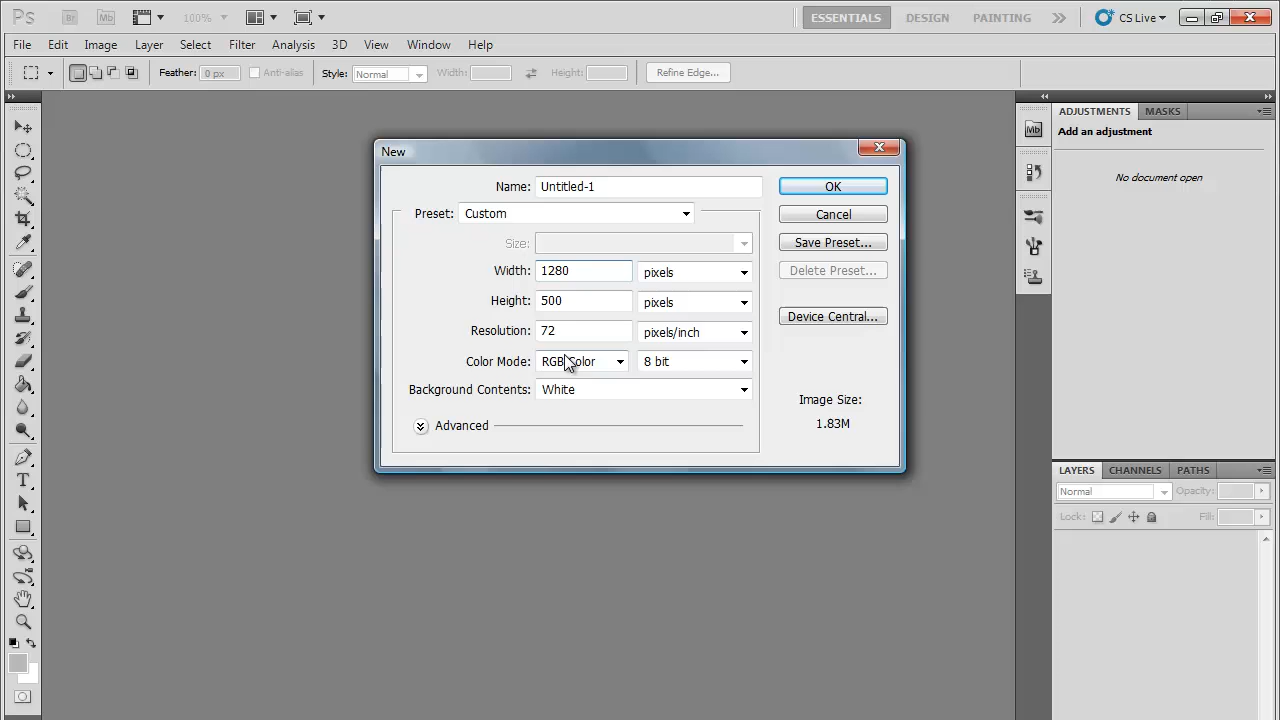 Ps Br Mb 100% ESSENTIALS DESIGN PAINTING CS Live
File Edit Image Layer Select Filter Analysis 3D View Window Help
Feather: 0 px Anti-alias Style: Normal Width: Height: Refine Edge...
ADJUSTMENTS MASKS
Add an adjustment
No document open
Mb
New
Name: Untitled-1
Preset: Custom
Size:
Width: 1280 pixels
Height: 500 pixels
Resolution: 72 pixels/inch
Color Mode: RGB Color 8 bit
Background Contents: White
Advanced
OK
Cancel
Save Preset...
Delete Preset...
Device Central...
Image Size:
1.83M
LAYERS CHANNELS PATHS
Normal Opacity:
Lock: Fill:
T